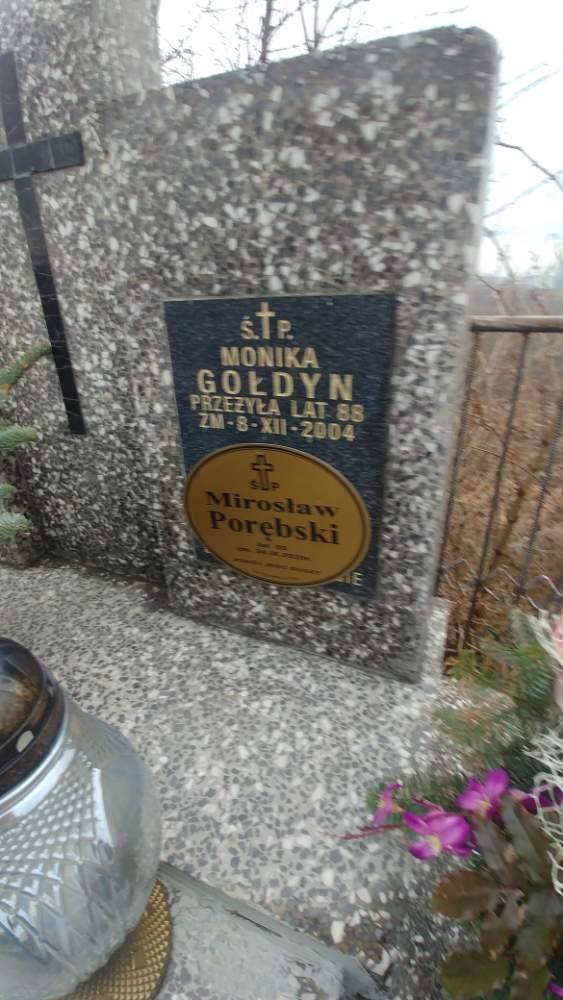 Ś. P.
MONIKA
GOŁDYN
PRZEŻYŁA LAT 88
ZM-8-XII-2004
Ś P
Mirosław
Porębski